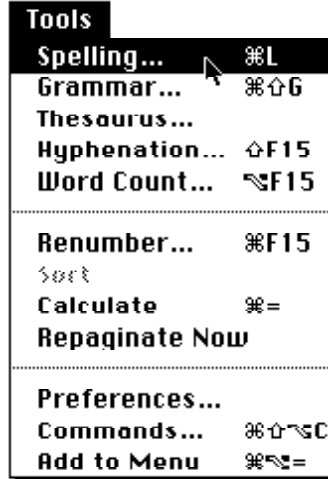 Tools
Spelling... ⌘L
Grammar... ⌘⇧G
Thesaurus...
Hyphenation... ⇧F15
Word Count... ⌥F15
Renumber... ⌘F15
Sort
Calculate ⌘=
Repaginate Now
Preferences...
Commands... ⌘⇧⌥C
Add to Menu ⌘⌥=